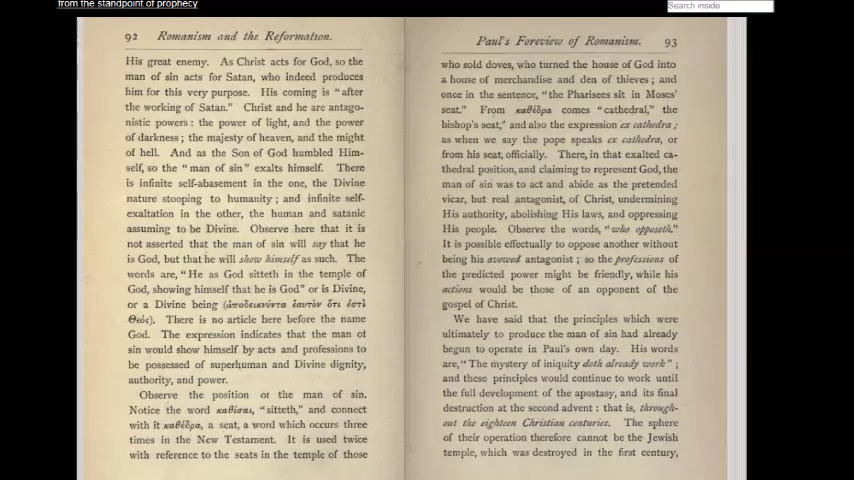 from the standpoint of prophecy
Search inside
92 Romanism and the Reformation.
His great enemy. As Christ acts for God, so the
man of sin acts for Satan, who indeed produces
him for this very purpose. His coming is “after
the working of Satan.” Christ and he are antago-
nistic powers: the power of light, and the power
of darkness; the majesty of heaven, and the might
of hell. And as the Son of God humbled Him-
self, so the “man of sin” exalts himself. There
is infinite self-abasement in the one, the Divine
nature stooping to humanity; and infinite self-
exaltation in the other, the human and satanic
assuming to be Divine. Observe here that it is
not asserted that the man of sin will say that he
is God, but that he will show himself as such. The
words are, “He as God sitteth in the temple of
God, showing himself that he is God” or is Divine,
or a Divine being (ἀποδεικνύντα ἑαυτὸν ὅτι ἐστὶ
Θεός). There is no article here before the name
God. The expression indicates that the man of
sin would show himself by acts and professions to
be possessed of superhuman and Divine dignity,
authority, and power.
Observe the position of the man of sin.
Notice the word καθίσαι, “sitteth,” and connect
with it καθέδρα, a seat, a word which occurs three
times in the New Testament. It is used twice
with reference to the seats in the temple of those
Paul's Foreview of Romanism. 93
who sold doves, who turned the house of God into
a house of merchandise and den of thieves; and
once in the sentence, “the Pharisees sit in Moses'
seat.” From καθέδρα comes “cathedral,” the
bishop's seat,” and also the expression ex cathedra;
as when we say the pope speaks ex cathedra, or
from his seat, officially. There, in that exalted ca-
thedral position, and claiming to represent God, the
man of sin was to act and abide as the pretended
vicar, but real antagonist, of Christ, undermining
His authority, abolishing His laws, and oppressing
His people. Observe the words, “who opposeth.”
It is possible effectually to oppose another without
being his avowed antagonist; so the professions of
the predicted power might be friendly, while his
actions would be those of an opponent of the
gospel of Christ.
We have said that the principles which were
ultimately to produce the man of sin had already
begun to operate in Paul's own day. His words
are, “The mystery of iniquity doth already work”;
and these principles would continue to work until
the full development of the apostasy, and its final
destruction at the second advent: that is, through-
out the eighteen Christian centuries. The sphere
of their operation therefore cannot be the Jewish
temple, which was destroyed in the first century,